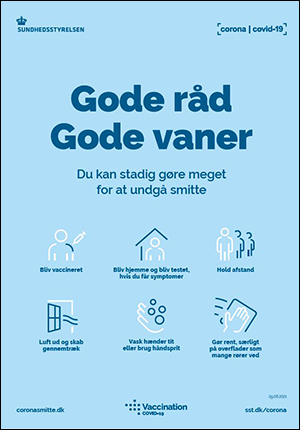 SUNDHEDSSTYRELSEN
corona | covid-19
Gode råd
Gode vaner
Du kan stadig gøre meget
for at undgå smitte
Bliv vaccineret
Bliv hjemme og bliv testet,
hvis du får symptomer
Hold afstand
Luft ud og skab
gennemtræk
Vask hænder tit
eller brug håndsprit
Gør rent, særligt
på overflader som
mange rører ved
coronasmitte.dk
Vaccination
COVID-19
sst.dk/corona